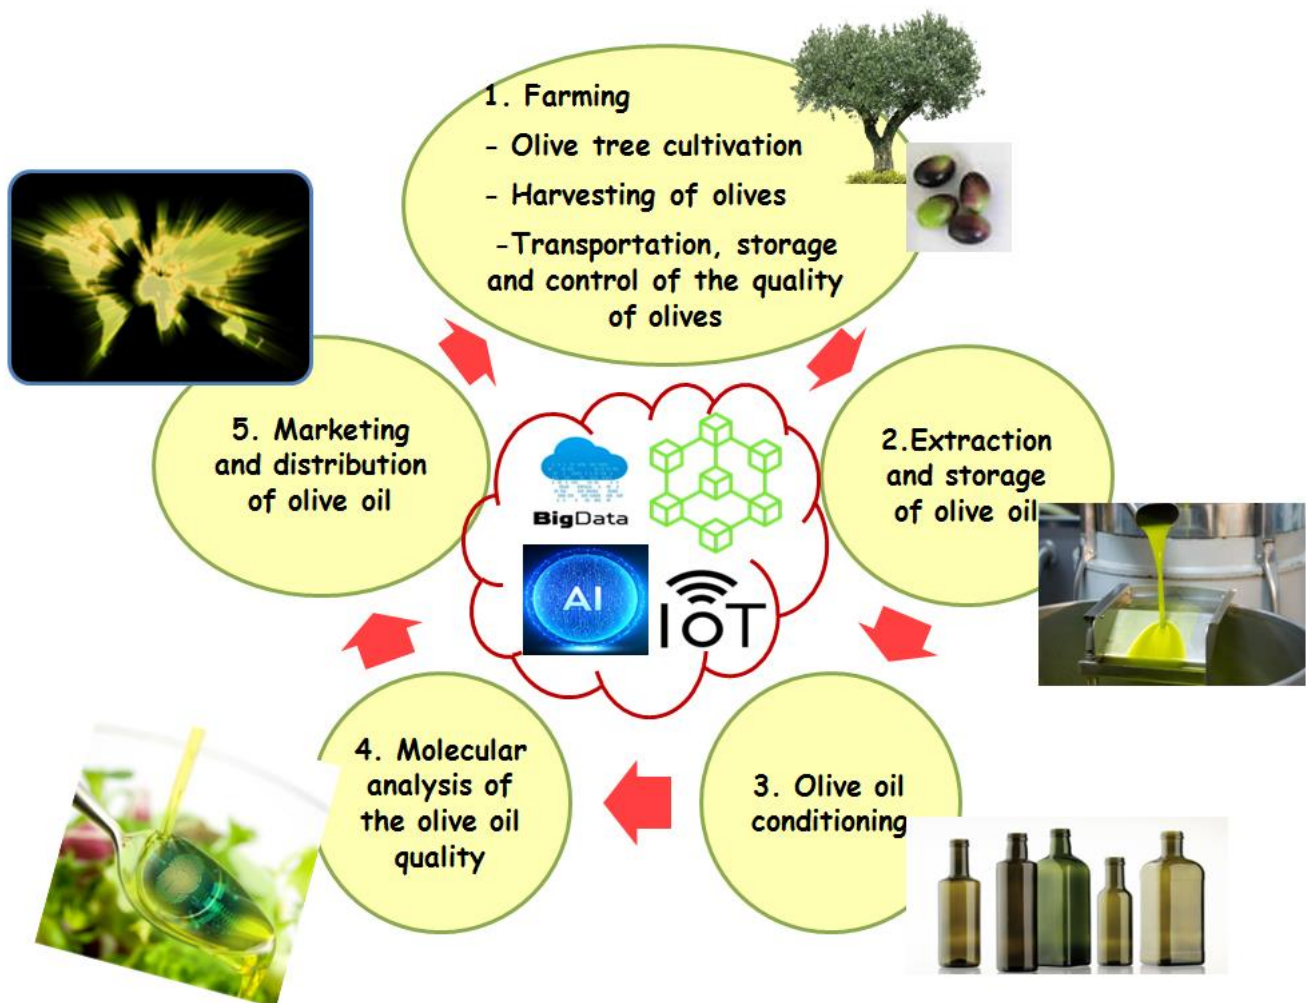 1. Farming
- Olive tree cultivation
- Harvesting of olives
-Transportation, storage
and control of the quality
of olives
2.Extraction
and storage
of olive oil
3. Olive oil
conditioning
4. Molecular
analysis of
the olive oil
quality
5. Marketing
and distribution
of olive oil
BigData
AI
IoT